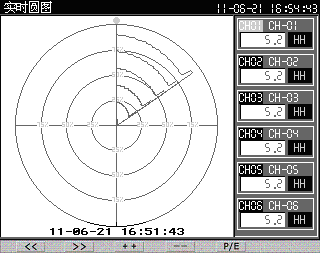 实时圆图 11-06-21 16:54:43
CH01 CH-01
5.2 HH
CH02 CH-02
5.2 HH
CH03 CH-03
5.2 HH
CH04 CH-04
5.2 HH
CH05 CH-05
5.2 HH
CH06 CH-06
5.2 HH
11-06-21 16:51:43
<< >> ++ -- P/E